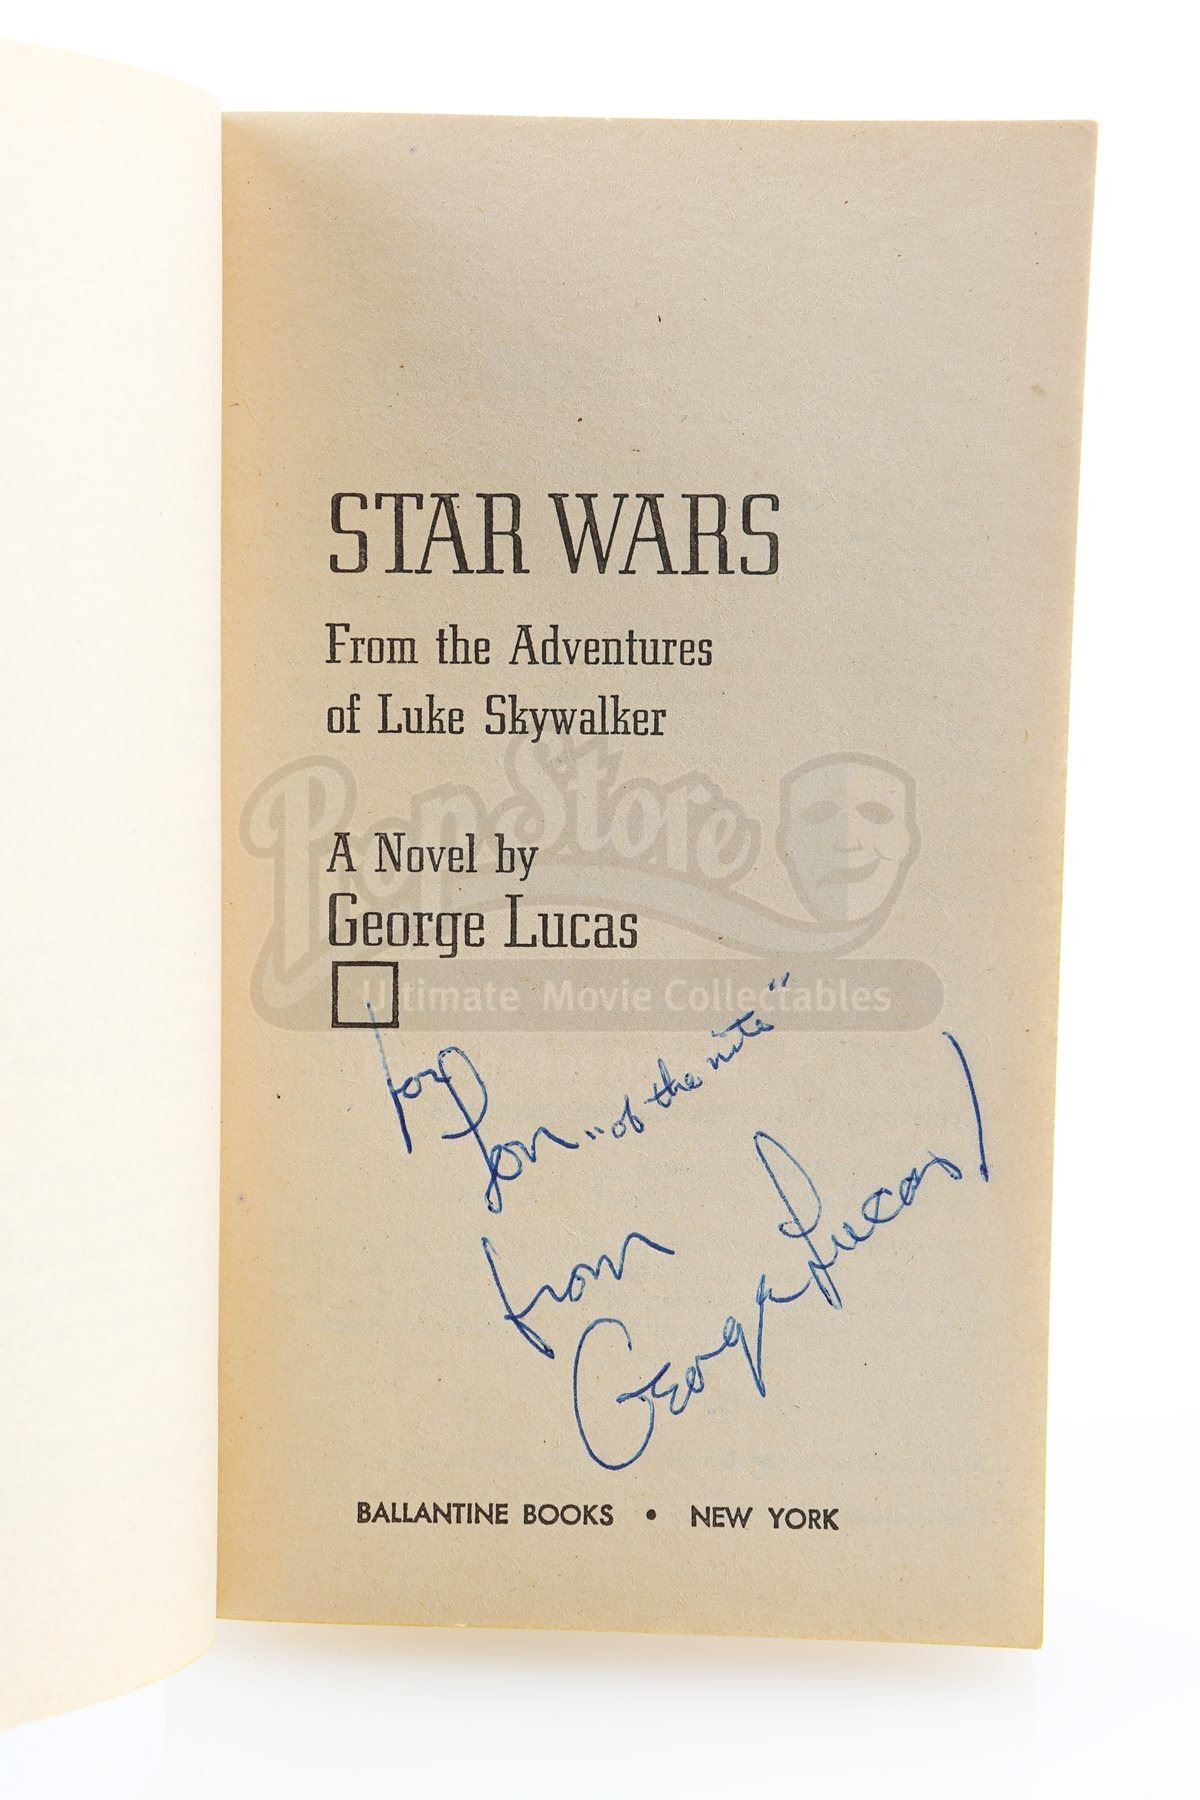 STAR WARS
From the Adventures
of Luke Skywalker
PropStore
A Novel by
George Lucas
Ultimate Movie Collectables
for
Lon "of the nite"
from
George Lucas
BALLANTINE BOOKS • NEW YORK